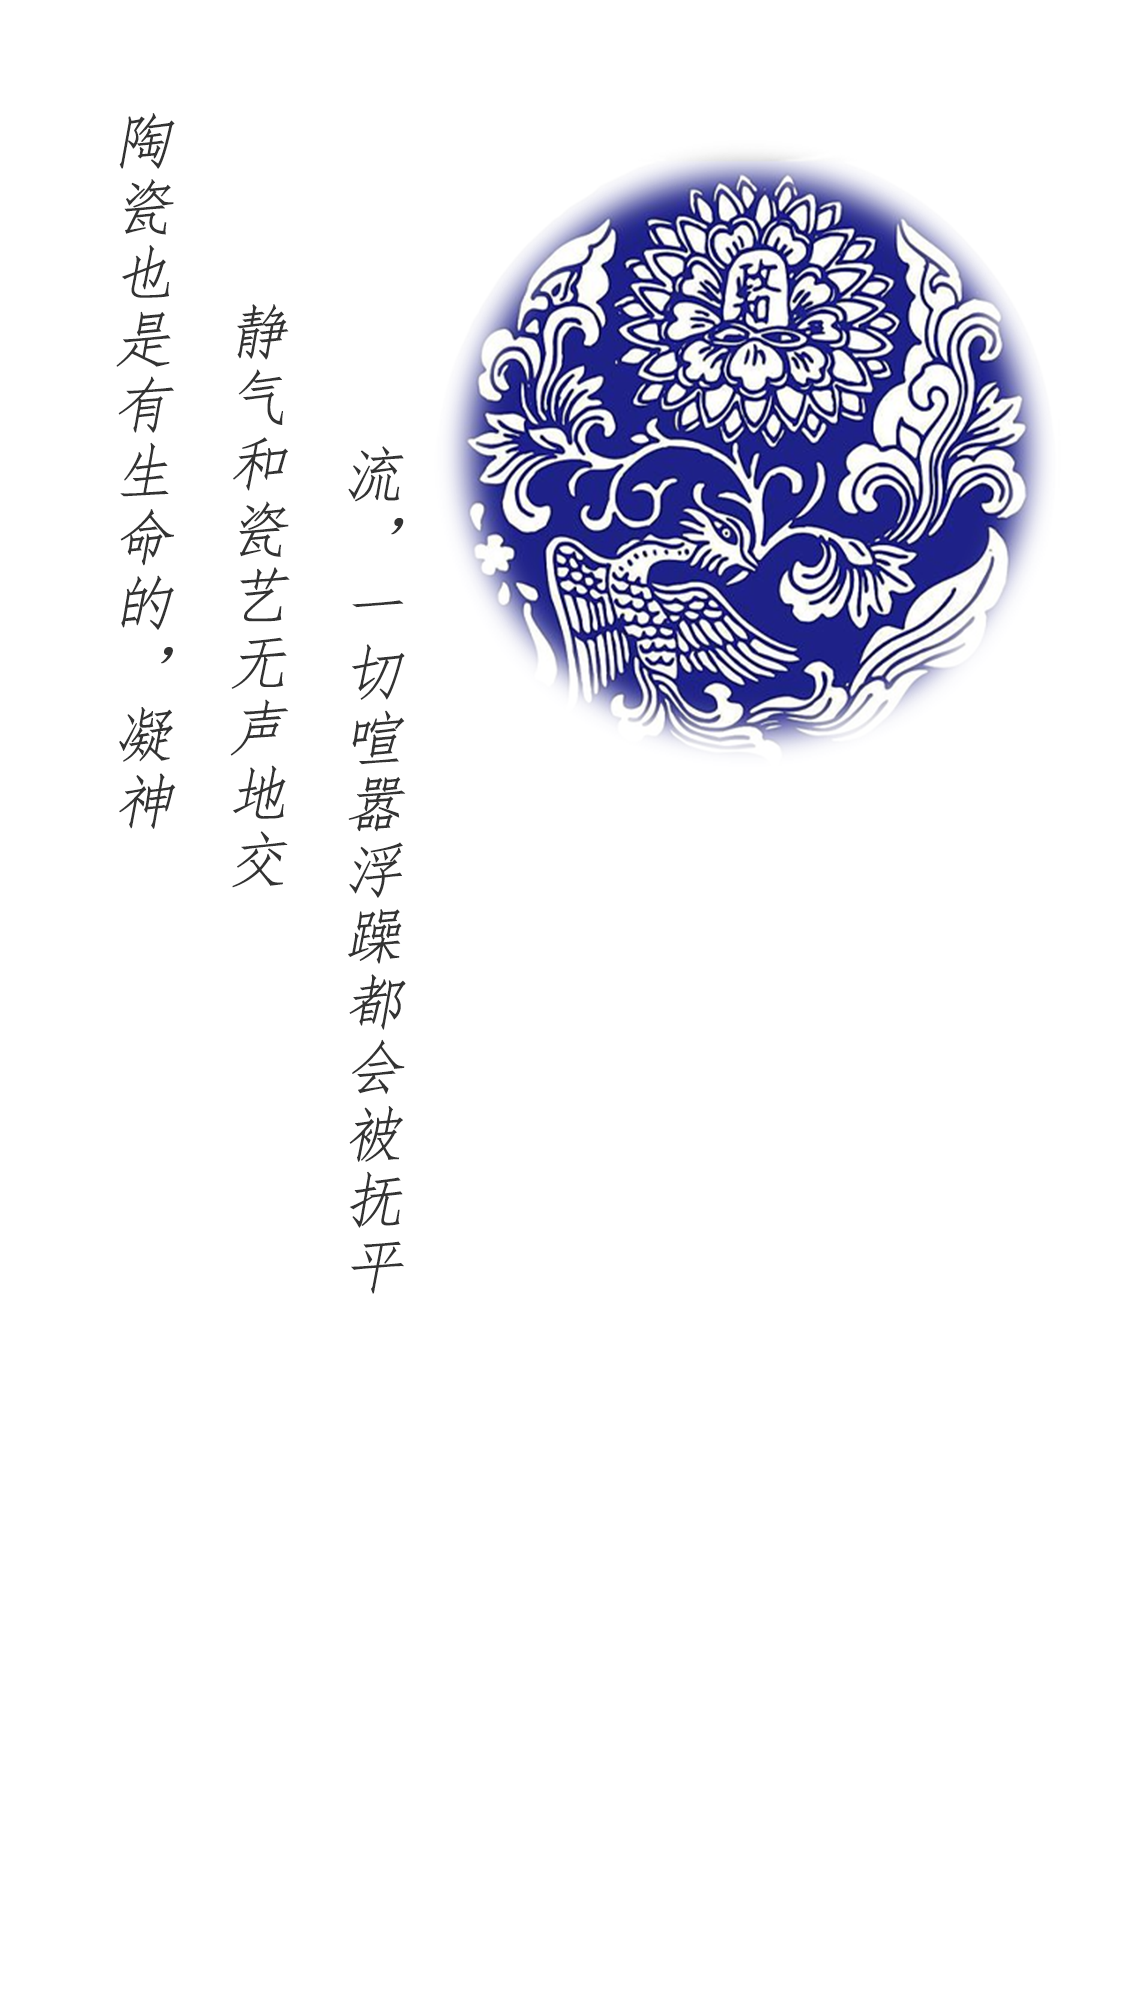 陶瓷也是有生命的，凝神
静气和瓷艺无声地交
流，一切喧嚣浮躁都会被抚平